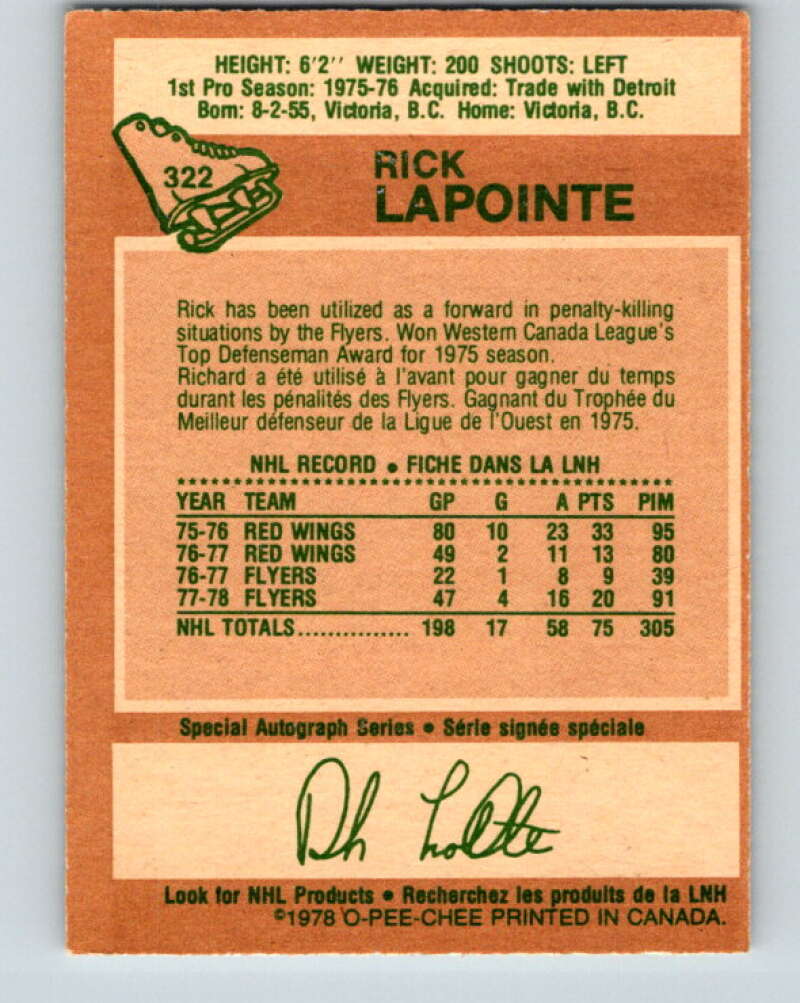 HEIGHT: 6'2'' WEIGHT: 200 SHOOTS: LEFT
1st Pro Season: 1975-76 Acquired: Trade with Detroit
Born: 8-2-55, Victoria, B.C. Home: Victoria, B.C.
322
RICK
LAPOINTE
Rick has been utilized as a forward in penalty-killing
situations by the Flyers. Won Western Canada League's
Top Defenseman Award for 1975 season.
Richard a été utilisé à l'avant pour gagner du temps
durant les pénalités des Flyers. Gagnant du Trophée du
Meilleur défenseur de la Ligue de l'Ouest en 1975.
NHL RECORD • FICHE DANS LA LNH
YEAR TEAM GP G A PTS PIM
75-76 RED WINGS 80 10 23 33 95
76-77 RED WINGS 49 2 11 13 80
76-77 FLYERS 22 1 8 9 39
77-78 FLYERS 47 4 16 20 91
NHL TOTALS............... 198 17 58 75 305
Special Autograph Series • Série signée spéciale
Look for NHL Products • Recherchez les produits de la LNH
©1978 O-PEE-CHEE PRINTED IN CANADA.